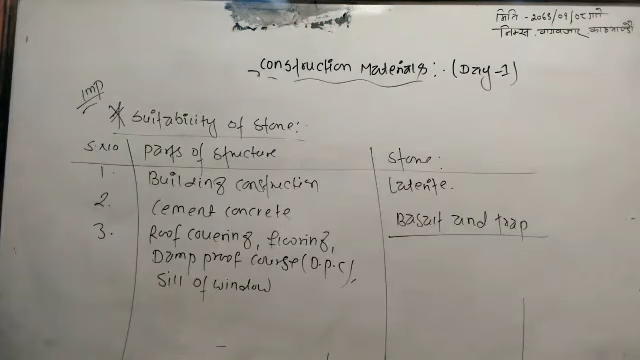 मिति - 2063/09/08 गते
construction Materials:- (Day-1)
IMP
* Suitability of Stone:-
S.NO Parts of Structure Stone:
1. Building construction Laterite.
2. Cement concrete Basalt and trap
3. Roof covering, flooring,
Damp proof course (D.P.C),
Sill of window